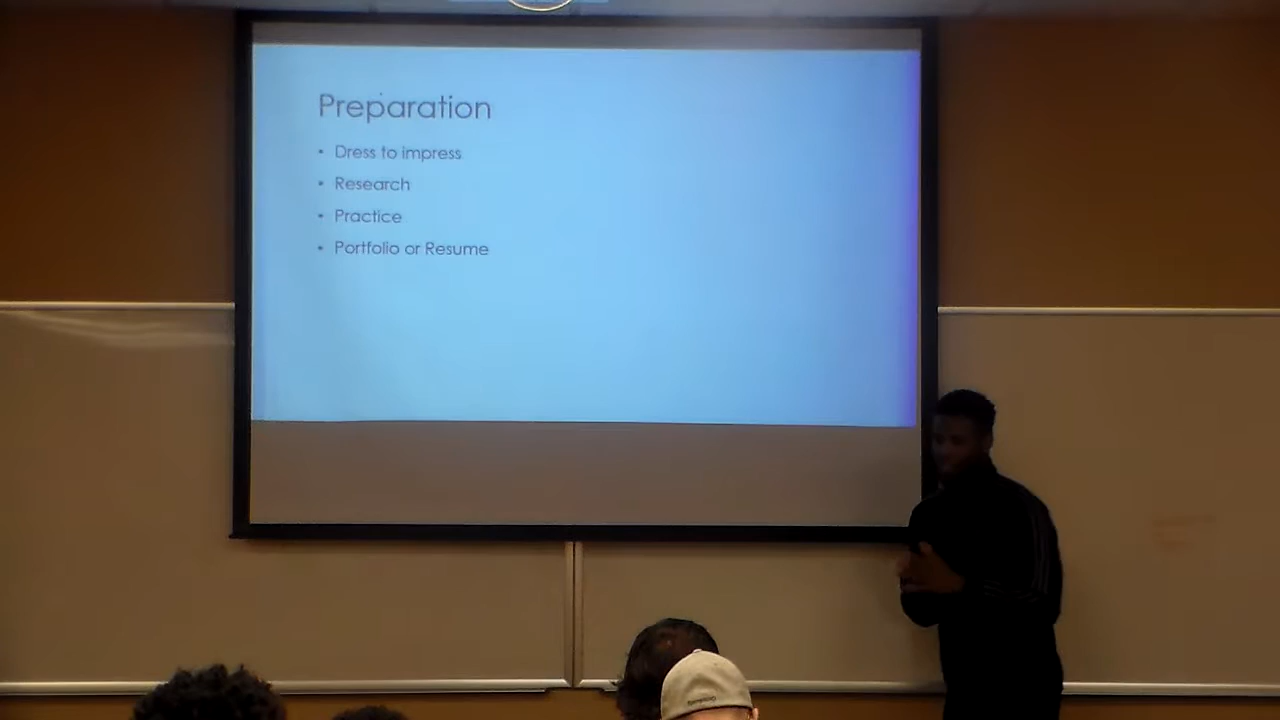 Preparation
• Dress to impress
• Research
• Practice
• Portfolio or Resume